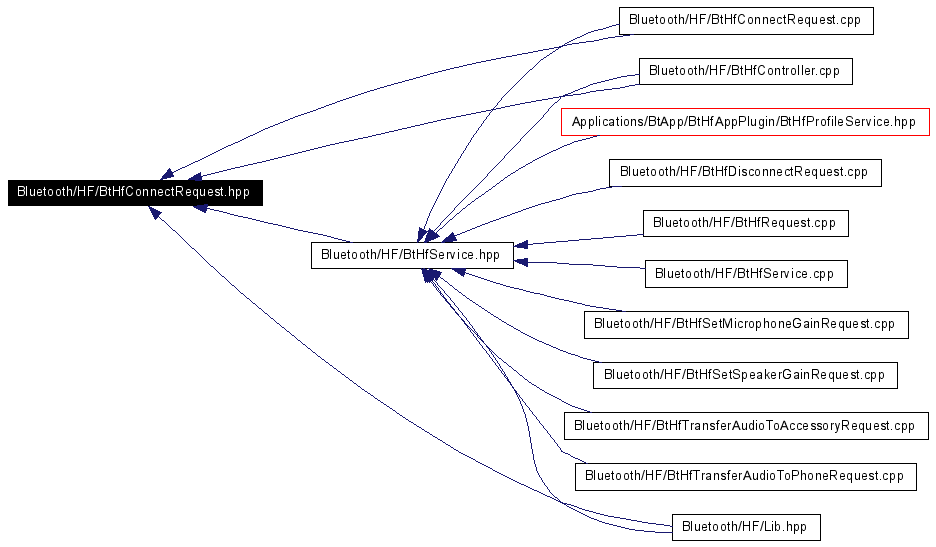 Bluetooth/HF/BtHfConnectRequest.cpp
Bluetooth/HF/BtHfController.cpp
Applications/BtApp/BtHfAppPlugin/BtHfProfileService.hpp
Bluetooth/HF/BtHfDisconnectRequest.cpp
Bluetooth/HF/BtHfConnectRequest.hpp
Bluetooth/HF/BtHfRequest.cpp
Bluetooth/HF/BtHfService.hpp
Bluetooth/HF/BtHfService.cpp
Bluetooth/HF/BtHfSetMicrophoneGainRequest.cpp
Bluetooth/HF/BtHfSetSpeakerGainRequest.cpp
Bluetooth/HF/BtHfTransferAudioToAccessoryRequest.cpp
Bluetooth/HF/BtHfTransferAudioToPhoneRequest.cpp
Bluetooth/HF/Lib.hpp